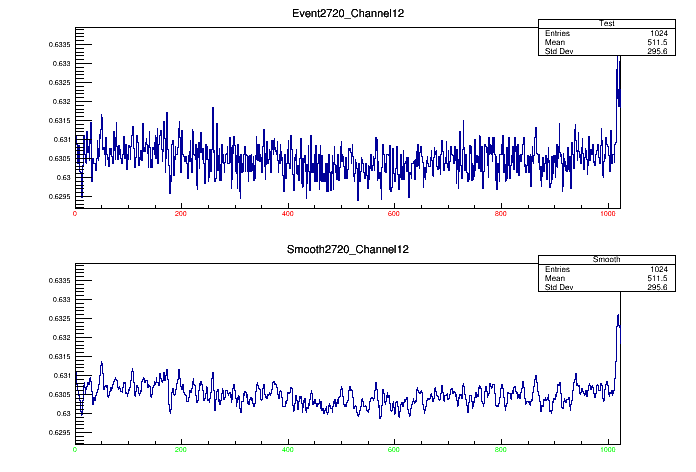 Event2720_Channel12
Test
Entries 1024
Mean 511.5
Std Dev 295.6
0.6335
0.633
0.6325
0.632
0.6315
0.631
0.6305
0.63
0.6295
0 200 400 600 800 1000
Smooth2720_Channel12
Smooth
Entries 1024
Mean 511.5
Std Dev 295.6
0.6335
0.633
0.6325
0.632
0.6315
0.631
0.6305
0.63
0.6295
0 200 400 600 800 1000